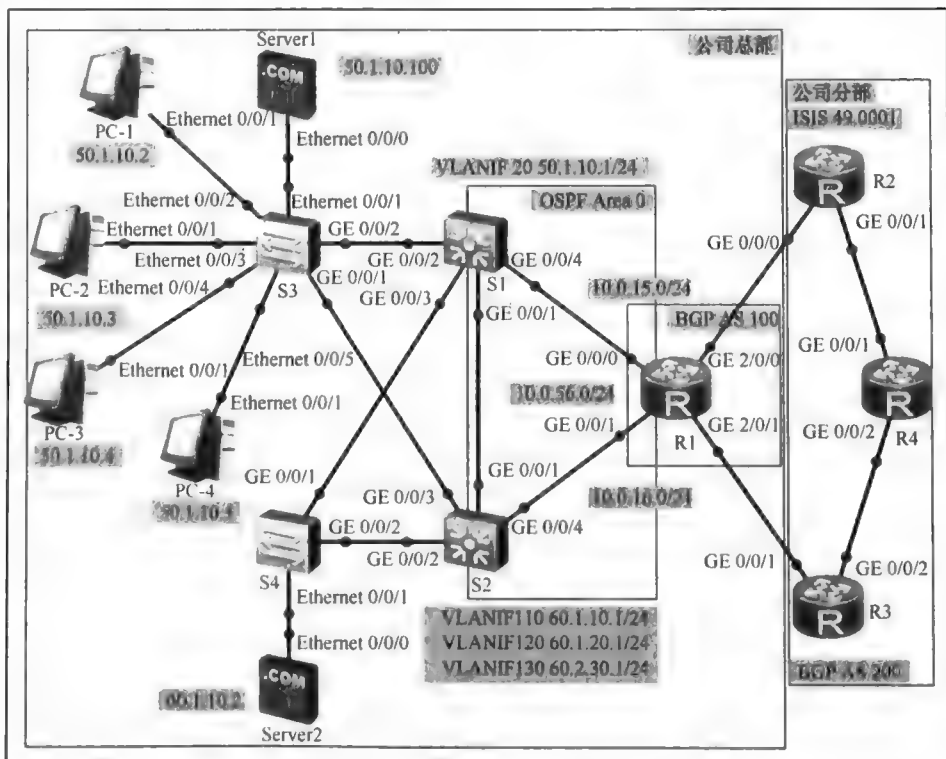 公司总部
Server1
.COM
50.1.10.100
PC-1
50.1.10.2
Ethernet 0/0/1
Ethernet 0/0/0
Ethernet 0/0/2
Ethernet 0/0/1
Ethernet 0/0/1
Ethernet 0/0/3
PC-2
50.1.10.3
Ethernet 0/0/4
S3
GE 0/0/2
GE 0/0/1
Ethernet 0/0/1
PC-3
50.1.10.4
Ethernet 0/0/5
Ethernet 0/0/1
PC-4
VLANIF 20 50.1.10.1/24
OSPF Area 0
GE 0/0/2
S1
GE 0/0/4
GE 0/0/3
GE 0/0/1
10.0.15.0/24
BGP AS 100
GE 0/0/0
10.0.56.0/24
GE 0/0/1
R
R1
GE 2/0/0
GE 2/0/1
10.0.16.0/24
GE 0/0/1
GE 0/0/1
GE 0/0/3
S4
GE 0/0/2
GE 0/0/2
S2
GE 0/0/4
Ethernet 0/0/1
Ethernet 0/0/0
.COM
Server2
VLANIF110 60.1.10.1/24
VLANIF120 60.1.20.1/24
VLANIF130 60.2.30.1/24
公司分部
ISIS 49.0001
R
R2
GE 0/0/0
GE 0/0/1
GE 0/0/1
R
R4
GE 0/0/2
GE 0/0/1
GE 0/0/2
R
R3
BGP AS 200